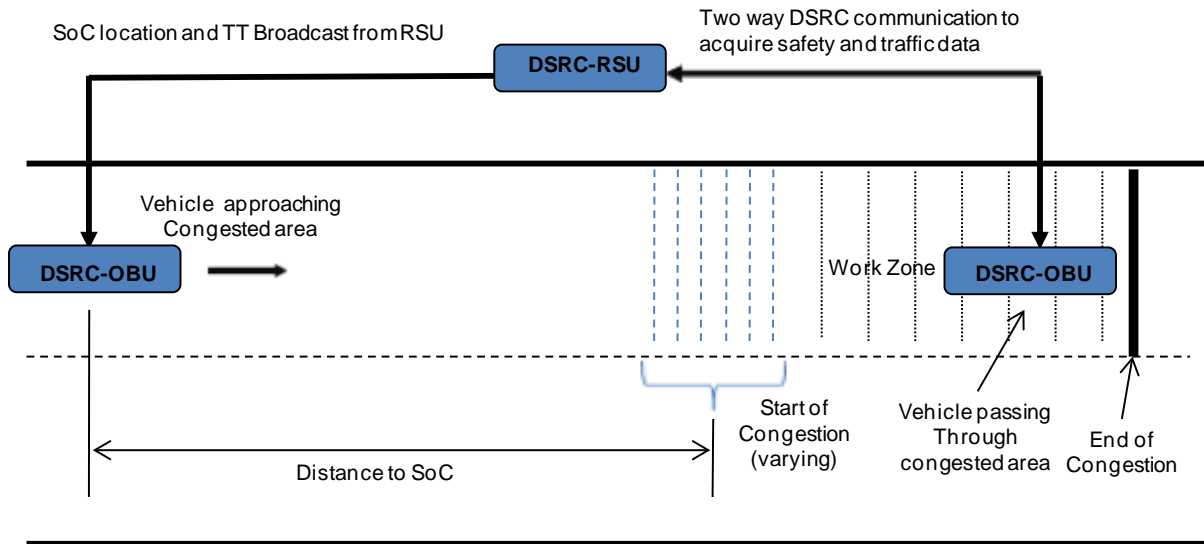 SoC location and TT Broadcast from RSU
Two way DSRC communication to
acquire safety and traffic data
DSRC-RSU
Vehicle approaching
Congested area
DSRC-OBU
Work Zone
DSRC-OBU
Start of
Congestion
(varying)
Vehicle passing
Through
congested area
End of
Congestion
Distance to SoC